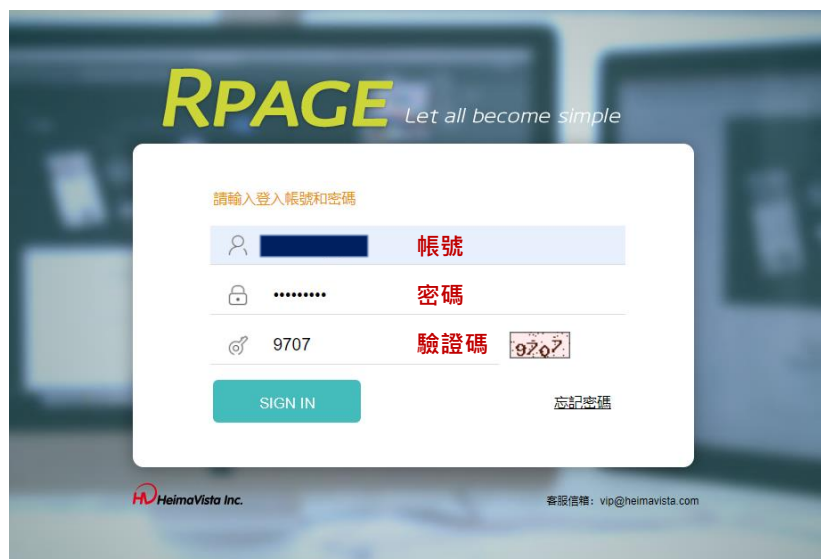 RPAGE Let all become simple
請輸入登入帳號和密碼
帳號
••••••••• 密碼
9707 驗證碼 9707
SIGN IN 忘記密碼
HeimaVista Inc. 客服信箱：vip@heimavista.com